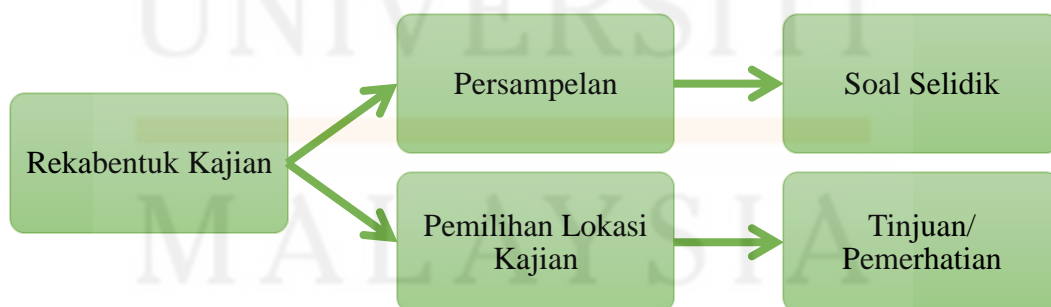 UNIVERSITI
Persampelan
Soal Selidik
Rekabentuk Kajian
MALAYSIA
Pemilihan Lokasi
Kajian
Tinjuan/
Pemerhatian